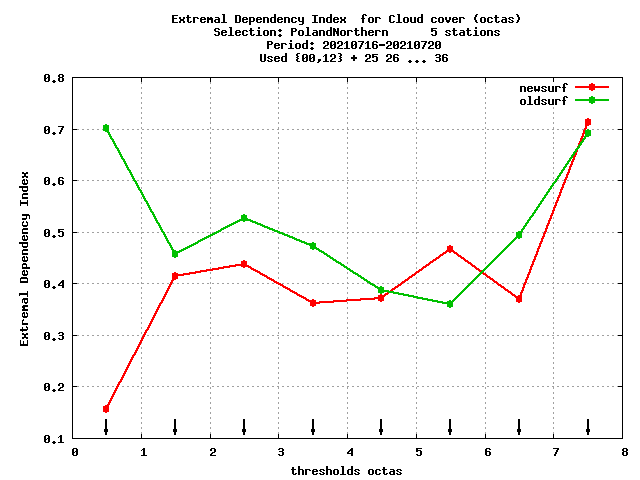 Extremal Dependency Index  for Cloud cover (octas)
Selection: PolandNorthern      5 stations
Period: 20210716-20210720
Used {00,12} + 25 26 ... 36
newsurf
oldsurf
Extremal Dependency Index
0.8
0.7
0.6
0.5
0.4
0.3
0.2
0.1
0 1 2 3 4 5 6 7 8
thresholds octas